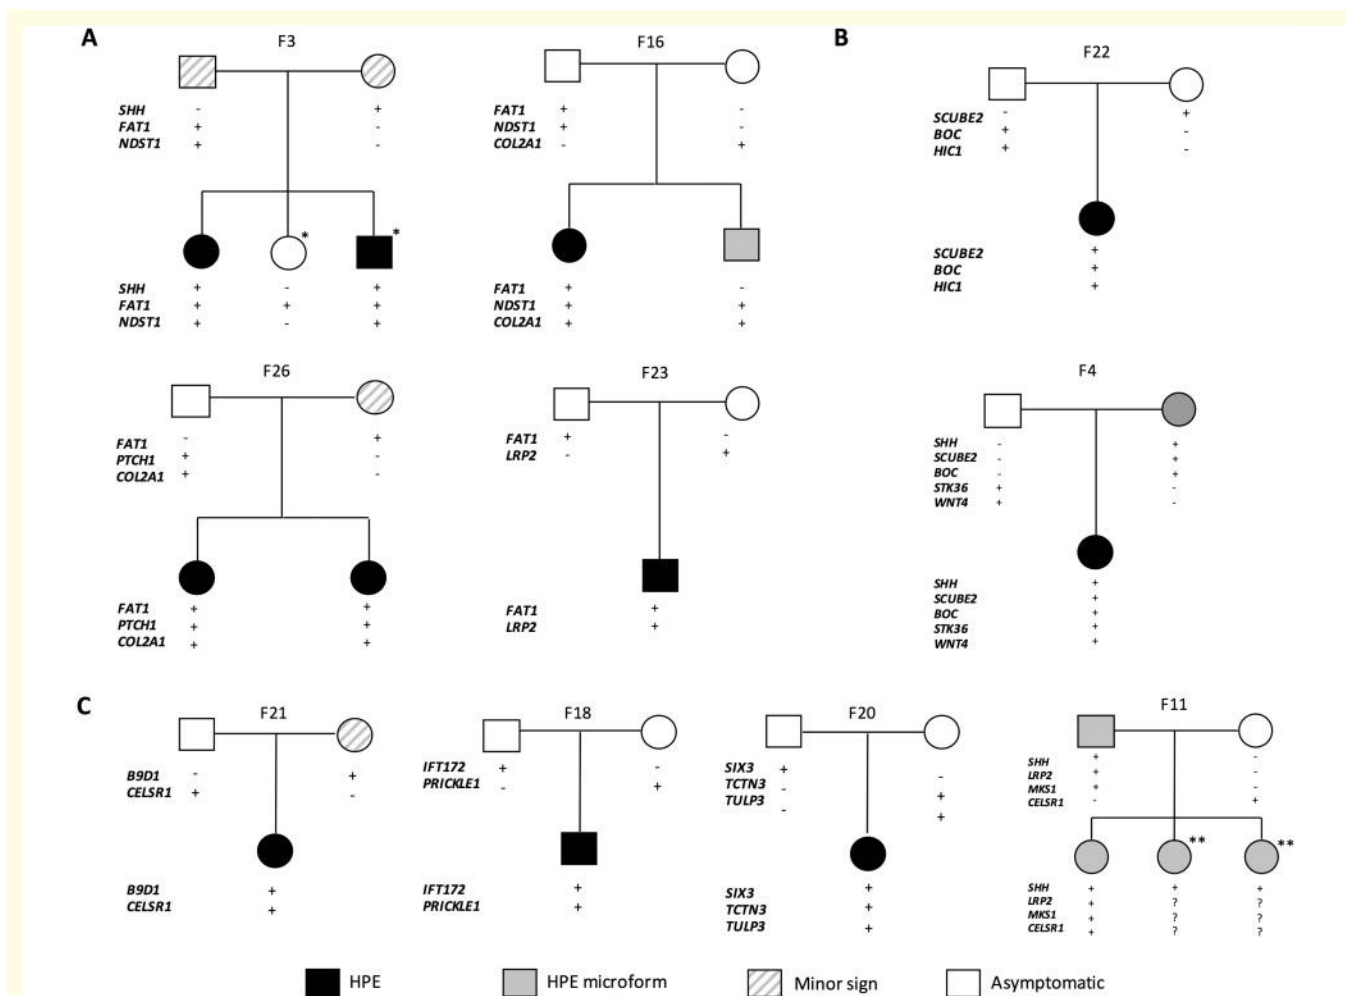 A
B
F3
F16
F22
SHH - +
FAT1 + -
NDST1 + -
FAT1 + -
NDST1 + -
COL2A1 - +
SCUBE2 - +
BOC + -
HIC1 + -
* *
SHH + - +
FAT1 + + +
NDST1 + - +
FAT1 + -
NDST1 + +
COL2A1 + +
SCUBE2 +
BOC +
HIC1 +
F26
F23
F4
FAT1 - +
PTCH1 + -
COL2A1 + -
FAT1 + -
LRP2 - +
SHH - +
SCUBE2 - +
BOC - +
STK36 + -
WNT4 + -
FAT1 + +
PTCH1 + +
COL2A1 + +
FAT1 +
LRP2 +
SHH +
SCUBE2 +
BOC +
STK36 +
WNT4 +
C
F21
F18
F20
F11
B9D1 - +
CELSR1 + -
IFT172 + -
PRICKLE1 - +
SIX3 + -
TCTN3 - +
TULP3 - +
SHH + -
LRP2 + -
MKS1 + -
CELSR1 - +
** **
B9D1 +
CELSR1 +
IFT172 +
PRICKLE1 +
SIX3 +
TCTN3 +
TULP3 +
SHH + + +
LRP2 + ? ?
MKS1 + ? ?
CELSR1 + ? ?
HPE
HPE microform
Minor sign
Asymptomatic